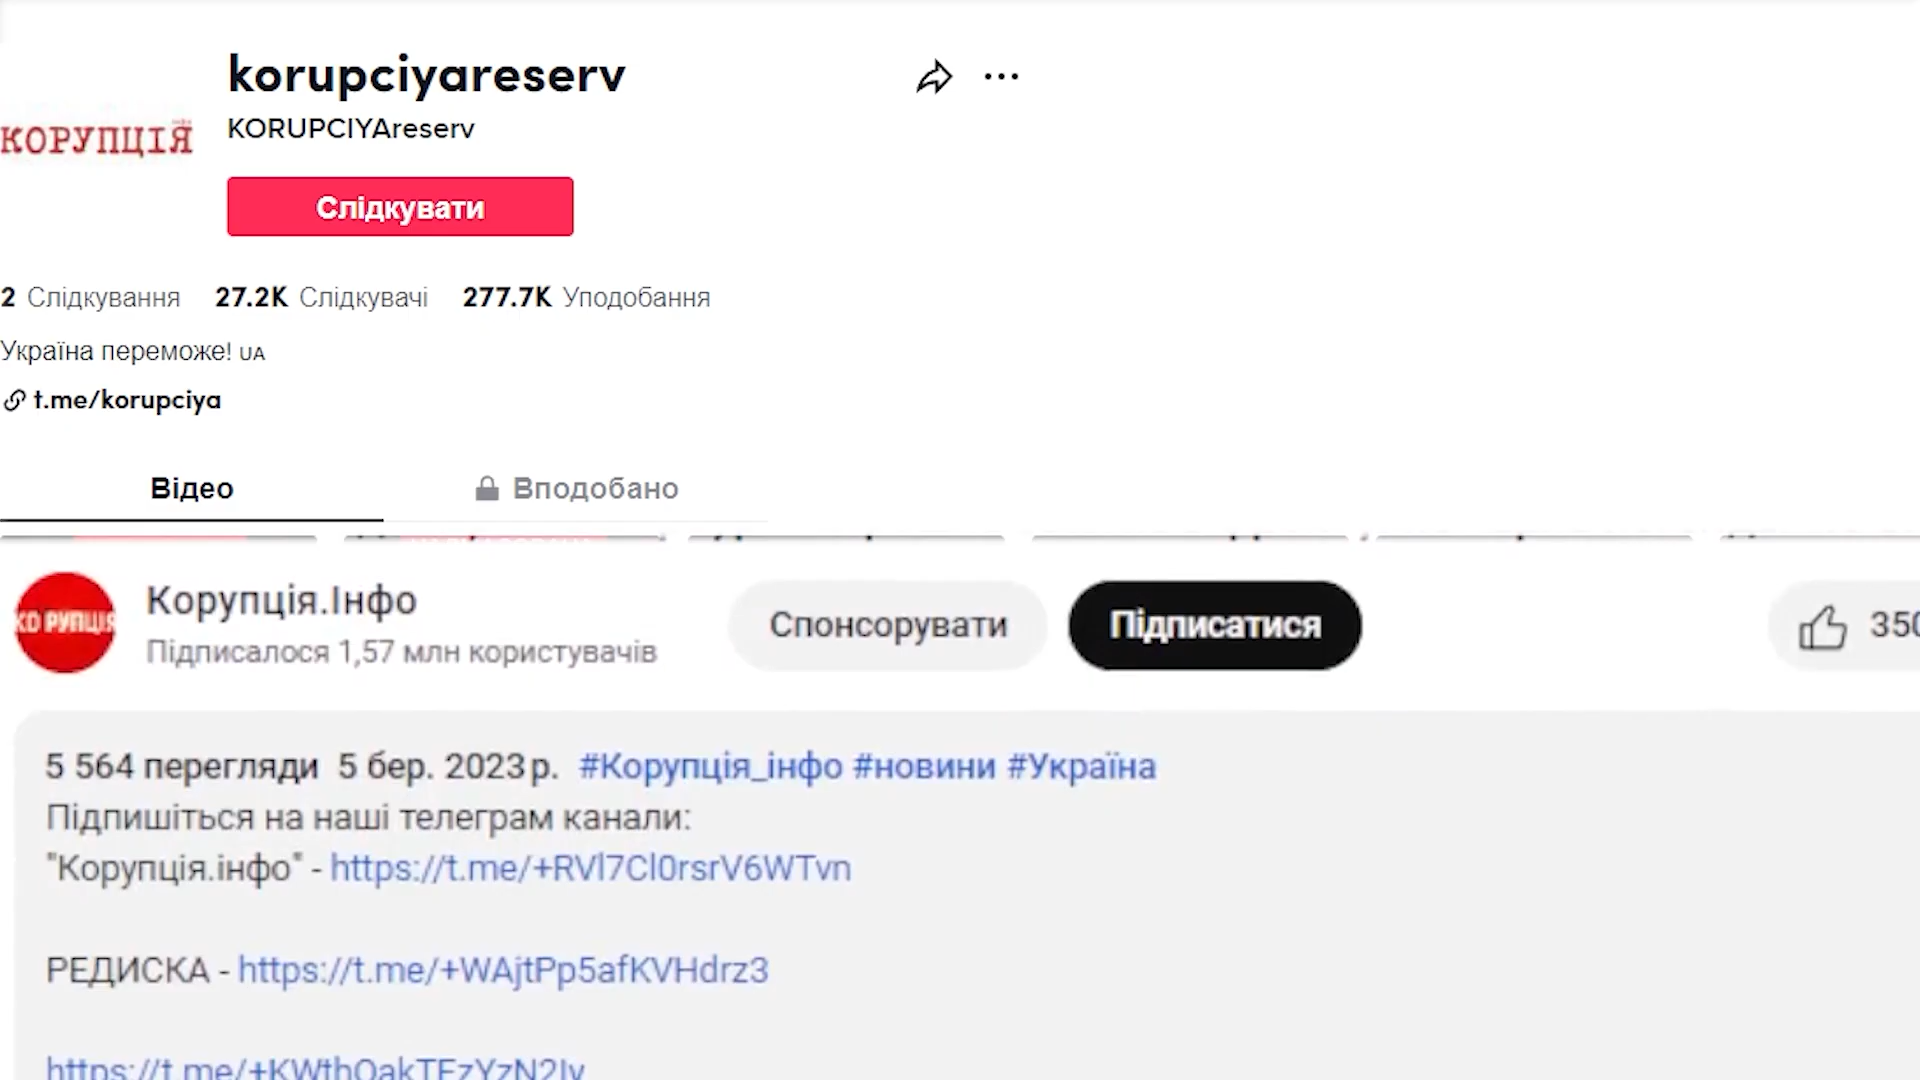 korupciyareserv
KORUPCIYAreserv
КОРУПЦІЯ
Слідкувати
2 Слідкування 27.2K Слідкувачі 277.7K Уподобання
Україна переможе! UA
t.me/korupciya
Відео Вподобано
КОРУПЦІЯ
Корупція.Інфо
Підписалося 1,57 млн користувачів
Спонсорувати Підписатися
5 564 перегляди 5 бер. 2023 р. #Корупція_інфо #новини #Україна
Підпишіться на наші телеграм канали:
"Корупція.інфо" - https://t.me/+RVl7Cl0rsrV6WTvn
РЕДИСКА - https://t.me/+WAjtPp5afKVHdrz3